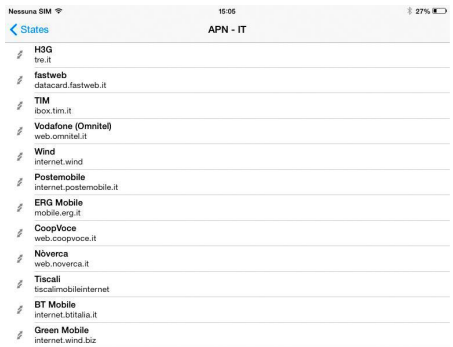 Nessuna SIM 15:05 27%
States APN - IT
H3G
tre.it
fastweb
datacard.fastweb.it
TIM
ibox.tim.it
Vodafone (Omnitel)
web.omnitel.it
Wind
internet.wind
Postemobile
internet.postemobile.it
ERG Mobile
mobile.erg.it
CoopVoce
web.coopvoce.it
Nòverca
web.noverca.it
Tiscali
tiscalimobileinternet
BT Mobile
internet.btitalia.it
Green Mobile
internet.wind.biz